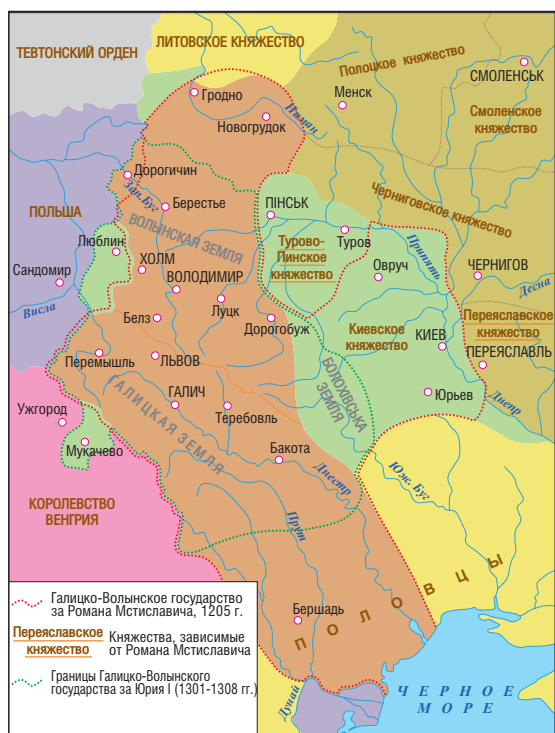 ТЕВТОНСКИЙ ОРДЕН
ЛИТОВСКОЕ КНЯЖЕСТВО
Полоцкое княжество
СМОЛЕНСЬК
Гродно
Менск
Неман
Новогрудок
Смоленское
княжество
Дорогичин
Зап. Буг
Берестье
ПОЛЬША
ВОЛЫНСКАЯ ЗЕМЛЯ
ПІНСЬК
Черниговское княжество
Люблин
ХОЛМ
Турово-
Пинское
княжество
Туров
Припять
Овруч
ЧЕРНИГОВ
Десна
Сандомир
Висла
ВОЛОДИМИР
Луцк
Белз
Дорогобуж
Киевское
княжество
КИЕВ
Переяславское
княжество
ПЕРЕЯСЛАВЛЬ
Перемышль
ЛЬВОВ
БОЛОХІВСЬКА
ЗЕМЛЯ
Ужгород
ГАЛИЧ
Теребовль
Юрьев
Днепр
ГАЛИЦКАЯ ЗЕМЛЯ
Мукачево
Бакота
Днестр
Юж. Буг
КОРОЛЕВСТВО
ВЕНГРИЯ
Прут
ПОЛОВЦЫ
Бершадь
Дунай
ЧЕРНОЕ
МОРЕ
Галицко-Волынское государство
за Романа Мстиславича, 1205 г.
Переяславское
княжество
Княжества, зависимые
от Романа Мстиславича
Границы Галицко-Волынского
государства за Юрия I (1301-1308 гг.)